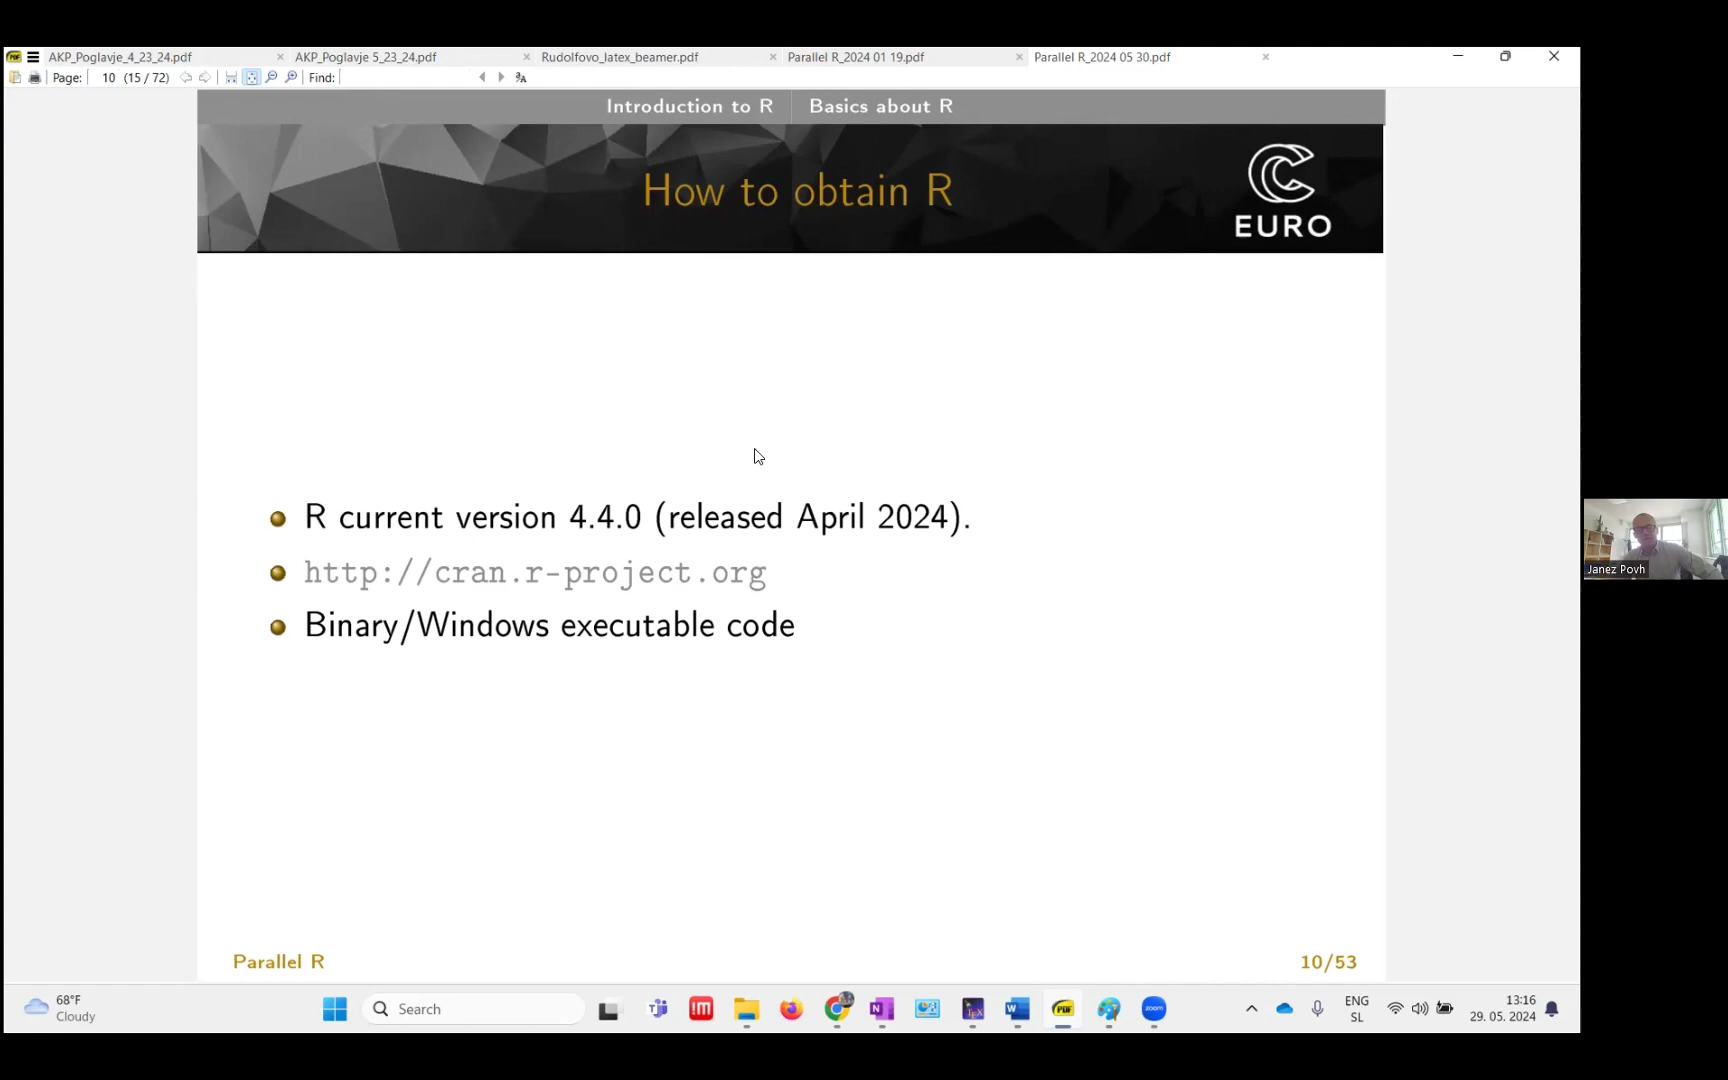 AKP_Poglavje_4_23_24.pdf
AKP_Poglavje 5_23_24.pdf
Rudolfovo_latex_beamer.pdf
Parallel R_2024 01 19.pdf
Parallel R_2024 05 30.pdf
Page: 10 (15 / 72) Find:
Introduction to R Basics about R
How to obtain R
EURO
R current version 4.4.0 (released April 2024).
http://cran.r-project.org
Binary/Windows executable code
Janez Povh
Parallel R 10/53
68°F
Cloudy
Search
zoom
ENG
SL
13:16
29. 05. 2024